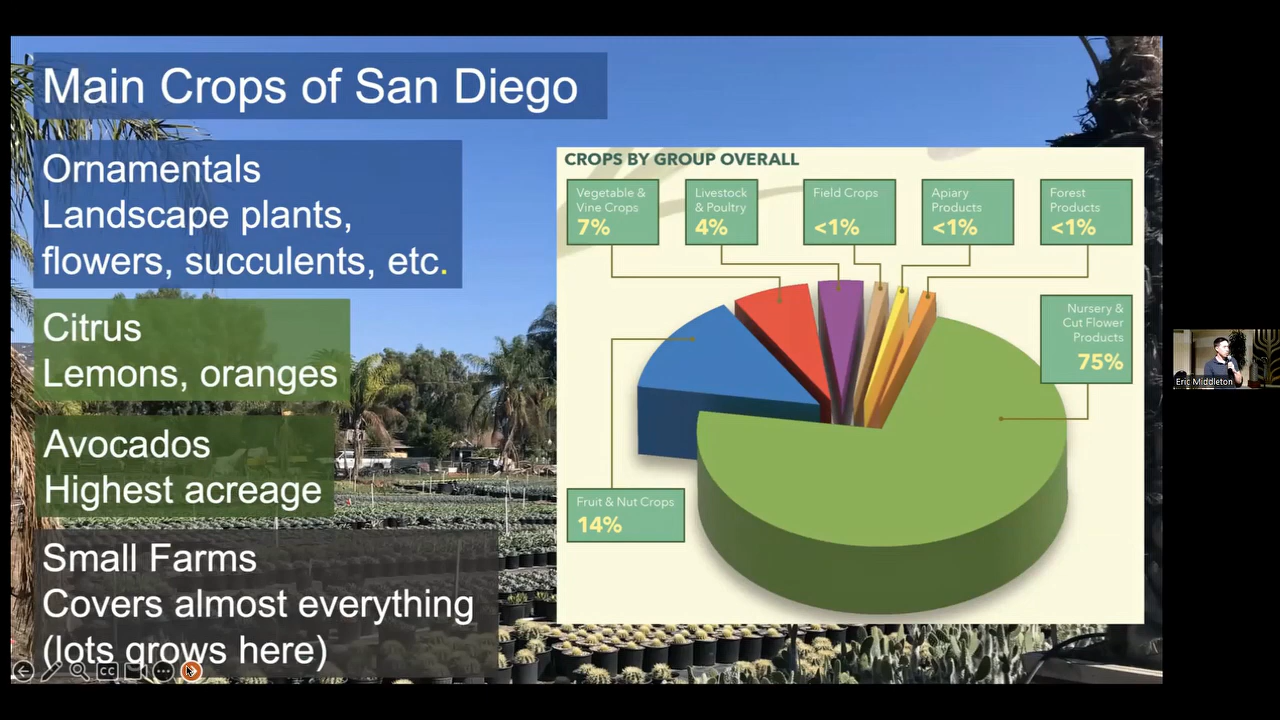 Main Crops of San Diego
Ornamentals
Landscape plants,
flowers, succulents, etc.
Citrus
Lemons, oranges
Avocados
Highest acreage
Small Farms
Covers almost everything
(lots grows here)
CROPS BY GROUP OVERALL
Vegetable &
Vine Crops
7%
Livestock
& Poultry
4%
Field Crops
<1%
Apiary
Products
<1%
Forest
Products
<1%
Nursery &
Cut Flower
Products
75%
Fruit & Nut Crops
14%
CC
Eric Middleton